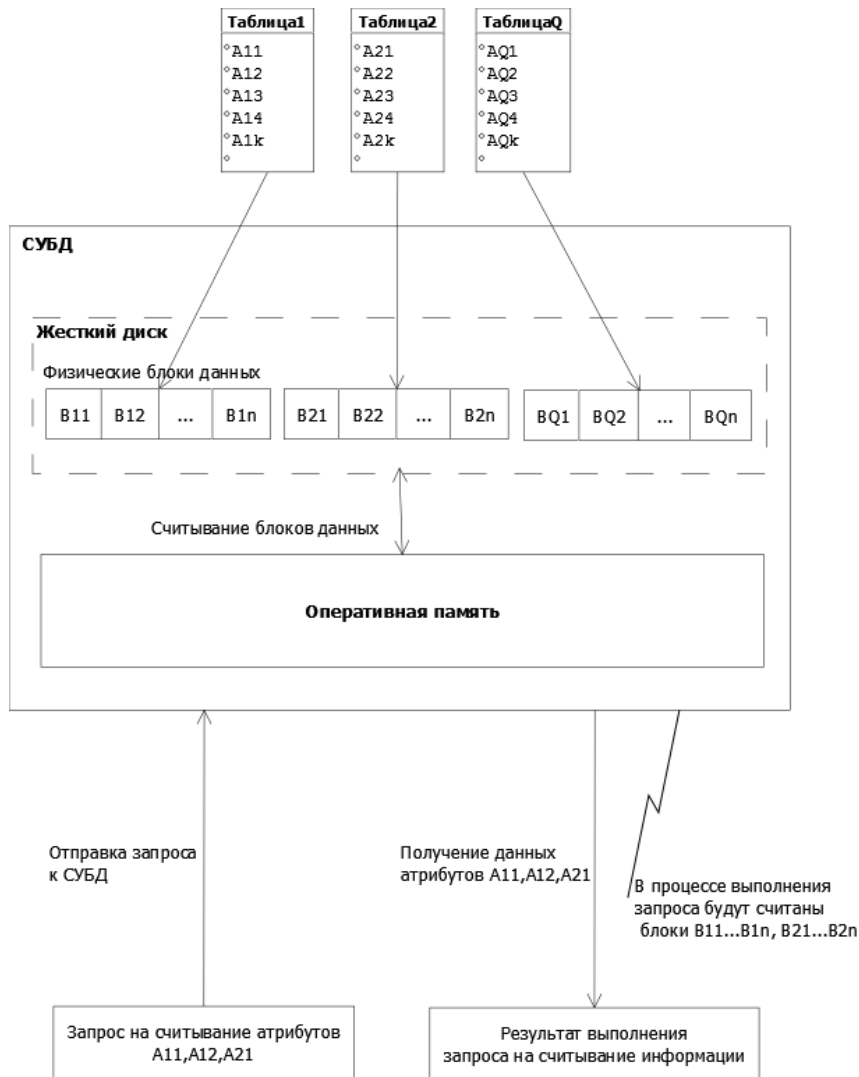 Таблица1
A11
A12
A13
A14
A1k
Таблица2
A21
A22
A23
A24
A2k
ТаблицаQ
AQ1
AQ2
AQ3
AQ4
AQk
СУБД
Жесткий диск
Физические блоки данных
B11 B12 ... B1n
B21 B22 ... B2n
BQ1 BQ2 ... BQn
Считывание блоков данных
Оперативная память
Отправка запроса
к СУБД
Получение данных
атрибутов A11,A12,A21
В процессе выполнения
запроса будут считаны
блоки B11...B1n, B21...B2n
Запрос на считывание атрибутов
A11,A12,A21
Результат выполнения
запроса на считывание информации